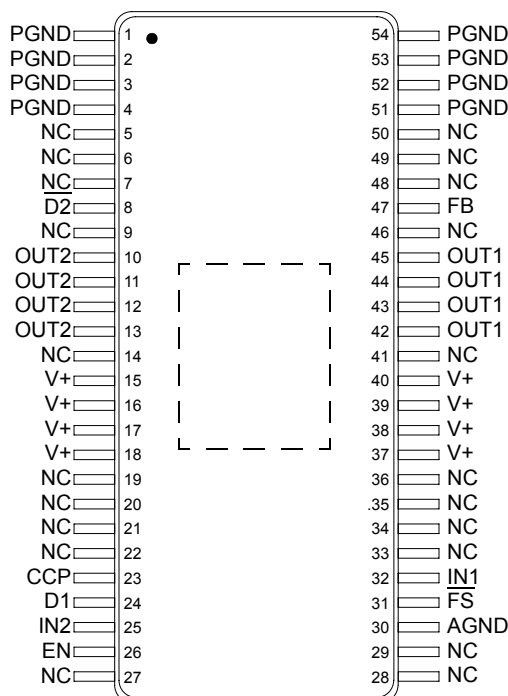 PGND 1 54 PGND
PGND 2 53 PGND
PGND 3 52 PGND
PGND 4 51 PGND
NC 5 50 NC
NC 6 49 NC
NC 7 48 NC
D2 8 47 FB
NC 9 46 NC
OUT2 10 45 OUT1
OUT2 11 44 OUT1
OUT2 12 43 OUT1
OUT2 13 42 OUT1
NC 14 41 NC
V+ 15 40 V+
V+ 16 39 V+
V+ 17 38 V+
V+ 18 37 V+
NC 19 36 NC
NC 20 .35 NC
NC 21 34 NC
NC 22 33 NC
CCP 23 32 IN1
D1 24 31 FS
IN2 25 30 AGND
EN 26 29 NC
NC 27 28 NC